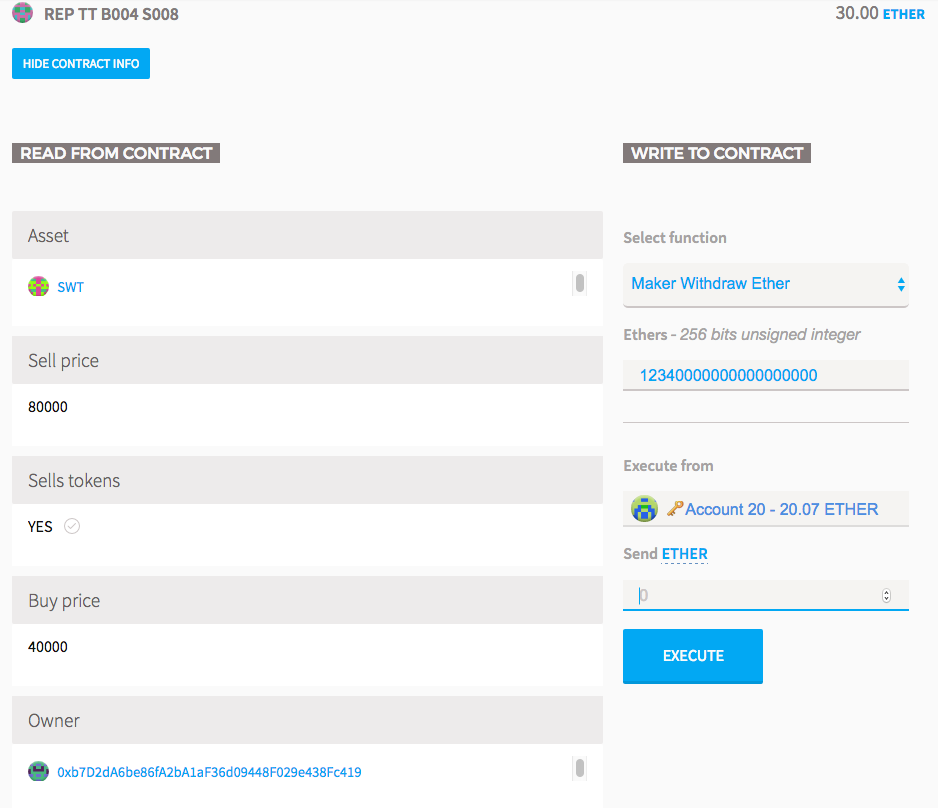 REP TT B004 S008
30.00 ETHER
HIDE CONTRACT INFO
READ FROM CONTRACT
Asset
SWT
Sell price
80000
Sells tokens
YES
Buy price
40000
Owner
0xb7D2dA6be86fA2bA1aF36d09448F029e438Fc419
WRITE TO CONTRACT
Select function
Maker Withdraw Ether
Ethers - 256 bits unsigned integer
12340000000000000000
Execute from
Account 20 - 20.07 ETHER
Send ETHER
0
EXECUTE